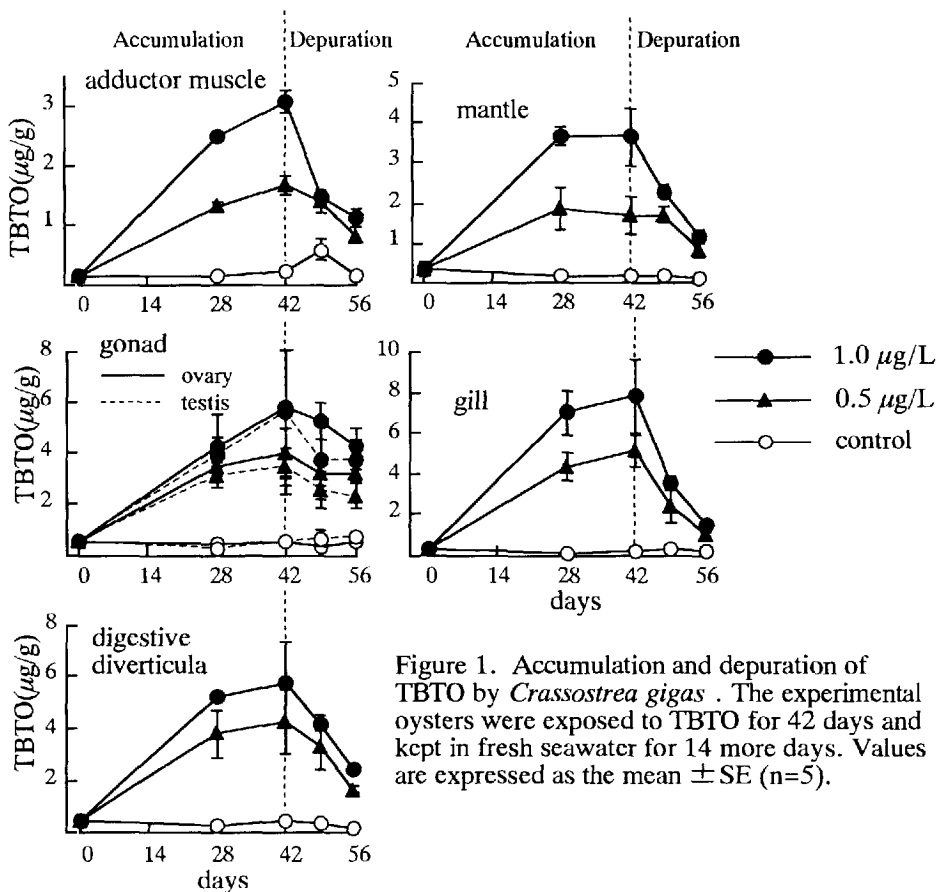 Accumulation Depuration
adductor muscle
TBTO(µg/g)
3
2
1
0 14 28 42 56
Accumulation Depuration
mantle
5
4
3
2
1
0 14 28 42 56
gonad
ovary
testis
TBTO(µg/g)
8
6
4
2
0 14 28 42 56
gill
10
8
6
4
2
0 14 28 42 56
days
1.0 µg/L
0.5 µg/L
control
digestive
diverticula
TBTO(µg/g)
8
6
4
2
0 14 28 42 56
days
Figure 1. Accumulation and depuration of
TBTO by Crassostrea gigas . The experimental
oysters were exposed to TBTO for 42 days and
kept in fresh seawater for 14 more days. Values
are expressed as the mean ±SE (n=5).